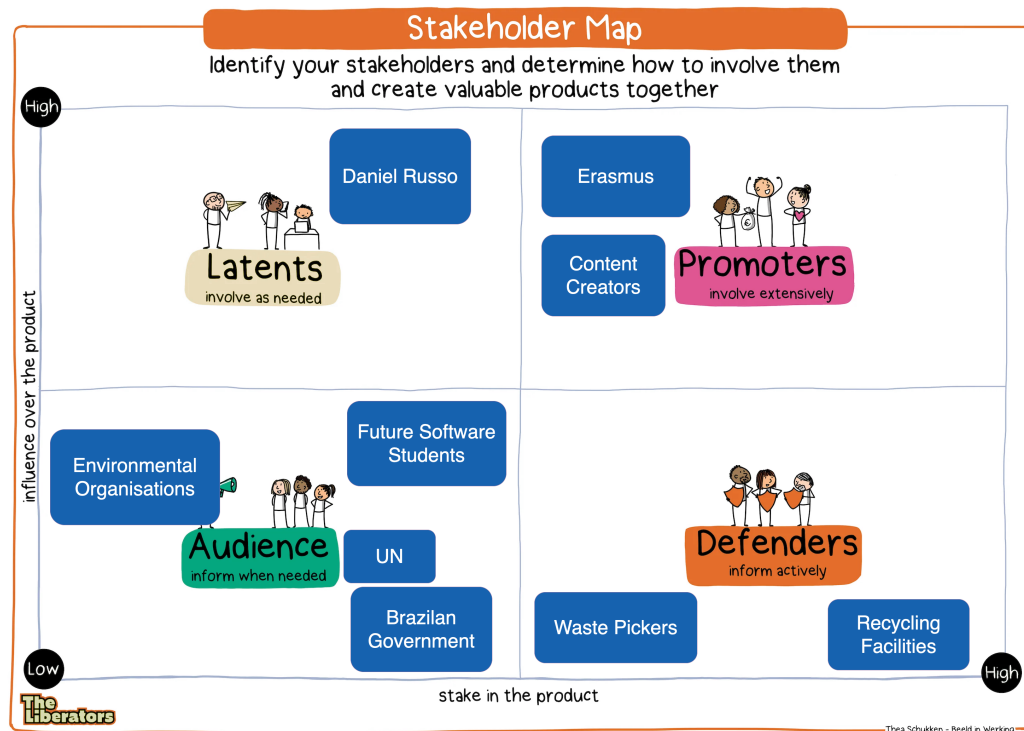 Stakeholder Map
Identify your stakeholders and determine how to involve them
and create valuable products together
High
Daniel Russo
Latents
involve as needed
Erasmus
Content
Creators
Promoters
involve extensively
influence over the product
Environmental
Organisations
Future Software
Students
Audience
inform when needed
UN
Brazilan
Government
Defenders
inform actively
Waste Pickers
Recycling
Facilities
Low
High
stake in the product
The
Liberators
Thea Schukken - Beeld in Werking